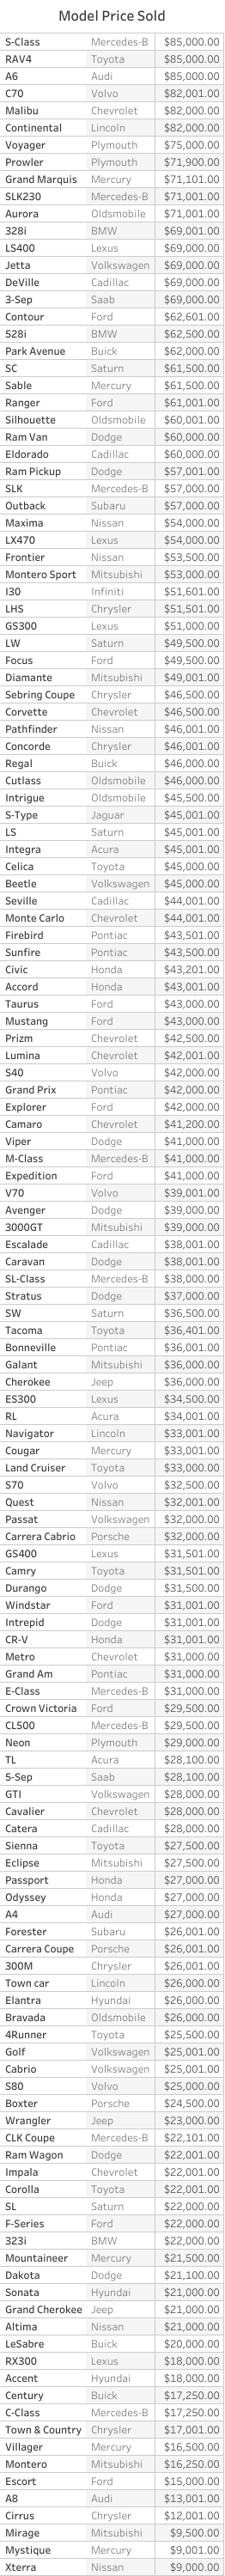 Model Price Sold
S-Class Mercedes-B $85,000.00
RAV4 Toyota $85,000.00
A6 Audi $85,000.00
C70 Volvo $82,001.00
Malibu Chevrolet $82,000.00
Continental Lincoln $82,000.00
Voyager Plymouth $75,000.00
Prowler Plymouth $71,900.00
Grand Marquis Mercury $71,101.00
SLK230 Mercedes-B $71,001.00
Aurora Oldsmobile $71,001.00
328i BMW $69,001.00
LS400 Lexus $69,000.00
Jetta Volkswagen $69,000.00
DeVille Cadillac $69,000.00
3-Sep Saab $69,000.00
Contour Ford $62,601.00
528i BMW $62,500.00
Park Avenue Buick $62,000.00
SC Saturn $61,500.00
Sable Mercury $61,500.00
Ranger Ford $61,001.00
Silhouette Oldsmobile $60,001.00
Ram Van Dodge $60,000.00
Eldorado Cadillac $60,000.00
Ram Pickup Dodge $57,001.00
SLK Mercedes-B $57,000.00
Outback Subaru $57,000.00
Maxima Nissan $54,000.00
LX470 Lexus $54,000.00
Frontier Nissan $53,500.00
Montero Sport Mitsubishi $53,000.00
I30 Infiniti $51,601.00
LHS Chrysler $51,501.00
GS300 Lexus $51,000.00
LW Saturn $49,500.00
Focus Ford $49,500.00
Diamante Mitsubishi $49,001.00
Sebring Coupe Chrysler $46,500.00
Corvette Chevrolet $46,500.00
Pathfinder Nissan $46,001.00
Concorde Chrysler $46,001.00
Regal Buick $46,000.00
Cutlass Oldsmobile $46,000.00
Intrigue Oldsmobile $45,500.00
S-Type Jaguar $45,001.00
LS Saturn $45,001.00
Integra Acura $45,001.00
Celica Toyota $45,000.00
Beetle Volkswagen $45,000.00
Seville Cadillac $44,001.00
Monte Carlo Chevrolet $44,001.00
Firebird Pontiac $43,501.00
Sunfire Pontiac $43,500.00
Civic Honda $43,201.00
Accord Honda $43,001.00
Taurus Ford $43,000.00
Mustang Ford $43,000.00
Prizm Chevrolet $42,500.00
Lumina Chevrolet $42,001.00
S40 Volvo $42,000.00
Grand Prix Pontiac $42,000.00
Explorer Ford $42,000.00
Camaro Chevrolet $41,200.00
Viper Dodge $41,000.00
M-Class Mercedes-B $41,000.00
Expedition Ford $41,000.00
V70 Volvo $39,001.00
Avenger Dodge $39,000.00
3000GT Mitsubishi $39,000.00
Escalade Cadillac $38,001.00
Caravan Dodge $38,001.00
SL-Class Mercedes-B $38,000.00
Stratus Dodge $37,000.00
SW Saturn $36,500.00
Tacoma Toyota $36,401.00
Bonneville Pontiac $36,001.00
Galant Mitsubishi $36,000.00
Cherokee Jeep $36,000.00
ES300 Lexus $34,500.00
RL Acura $34,001.00
Navigator Lincoln $33,001.00
Cougar Mercury $33,001.00
Land Cruiser Toyota $33,000.00
S70 Volvo $32,500.00
Quest Nissan $32,001.00
Passat Volkswagen $32,000.00
Carrera Cabrio Porsche $32,000.00
GS400 Lexus $31,501.00
Camry Toyota $31,501.00
Durango Dodge $31,500.00
Windstar Ford $31,001.00
Intrepid Dodge $31,001.00
CR-V Honda $31,001.00
Metro Chevrolet $31,000.00
Grand Am Pontiac $31,000.00
E-Class Mercedes-B $31,000.00
Crown Victoria Ford $29,500.00
CL500 Mercedes-B $29,500.00
Neon Plymouth $29,000.00
TL Acura $28,100.00
5-Sep Saab $28,100.00
GTI Volkswagen $28,000.00
Cavalier Chevrolet $28,000.00
Catera Cadillac $28,000.00
Sienna Toyota $27,500.00
Eclipse Mitsubishi $27,500.00
Passport Honda $27,000.00
Odyssey Honda $27,000.00
A4 Audi $27,000.00
Forester Subaru $26,001.00
Carrera Coupe Porsche $26,001.00
300M Chrysler $26,001.00
Town car Lincoln $26,000.00
Elantra Hyundai $26,000.00
Bravada Oldsmobile $26,000.00
4Runner Toyota $25,500.00
Golf Volkswagen $25,001.00
Cabrio Volkswagen $25,001.00
S80 Volvo $25,000.00
Boxter Porsche $24,500.00
Wrangler Jeep $23,000.00
CLK Coupe Mercedes-B $22,101.00
Ram Wagon Dodge $22,001.00
Impala Chevrolet $22,001.00
Corolla Toyota $22,001.00
SL Saturn $22,000.00
F-Series Ford $22,000.00
323i BMW $22,000.00
Mountaineer Mercury $21,500.00
Dakota Dodge $21,100.00
Sonata Hyundai $21,000.00
Grand Cherokee Jeep $21,000.00
Altima Nissan $21,000.00
LeSabre Buick $20,000.00
RX300 Lexus $18,000.00
Accent Hyundai $18,000.00
Century Buick $17,250.00
C-Class Mercedes-B $17,250.00
Town & Country Chrysler $17,001.00
Villager Mercury $16,500.00
Montero Mitsubishi $16,250.00
Escort Ford $15,000.00
A8 Audi $13,001.00
Cirrus Chrysler $12,001.00
Mirage Mitsubishi $9,500.00
Mystique Mercury $9,001.00
Xterra Nissan $9,000.00